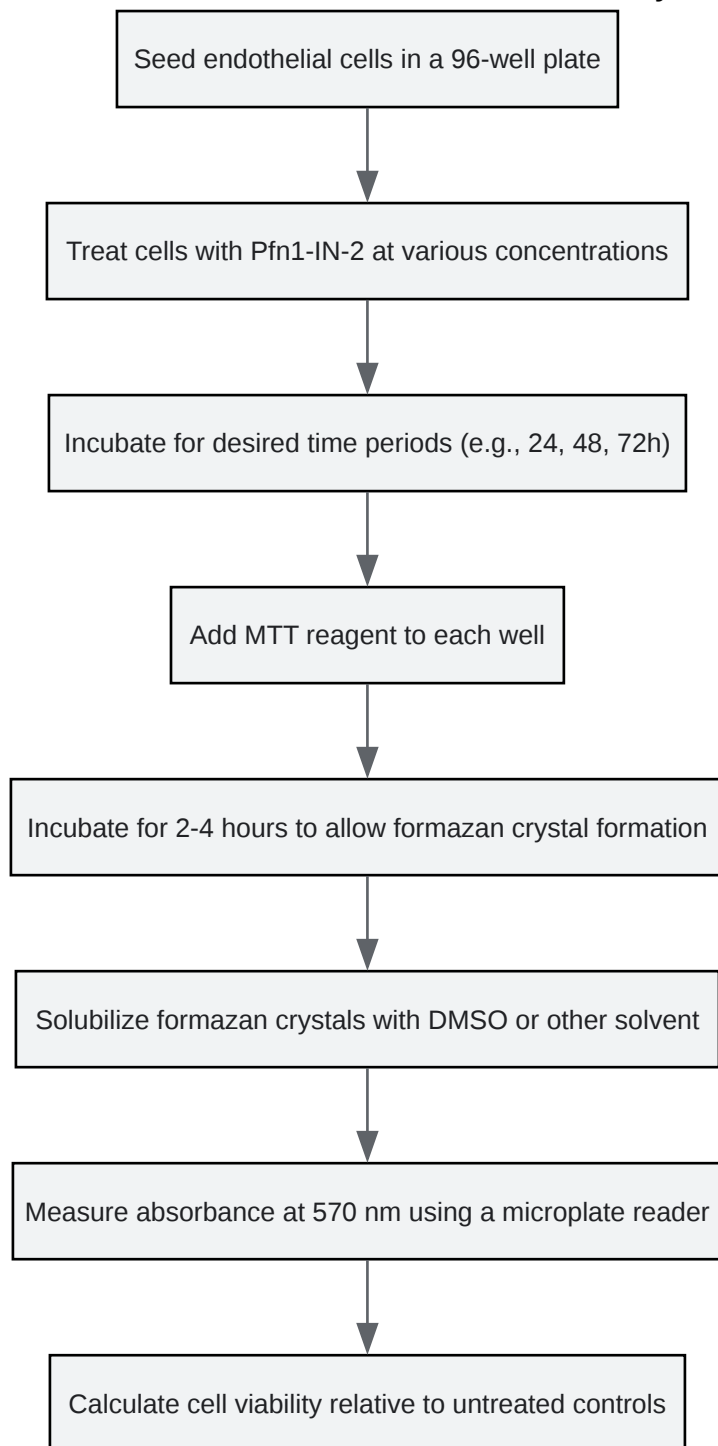 Seed endothelial cells in a 96-well plate
Treat cells with Pfn1-IN-2 at various concentrations
Incubate for desired time periods (e.g., 24, 48, 72h)
Add MTT reagent to each well
Incubate for 2-4 hours to allow formazan crystal formation
Solubilize formazan crystals with DMSO or other solvent
Measure absorbance at 570 nm using a microplate reader
Calculate cell viability relative to untreated controls